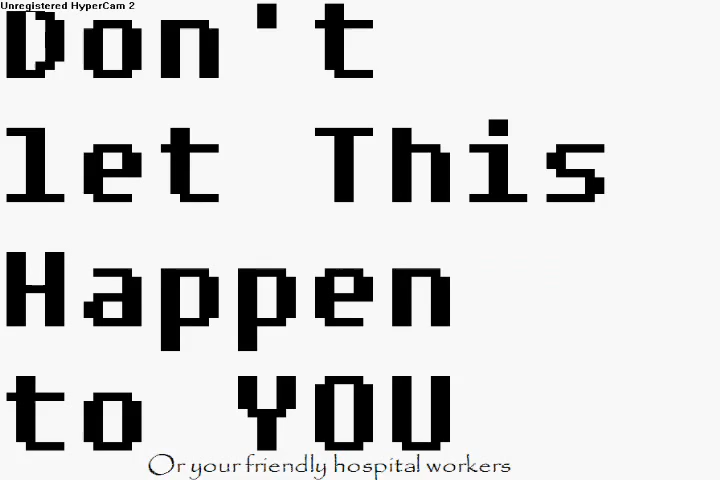 Unregistered HyperCam 2
Don't
let This
Happen
to YOU
Or your friendly hospital workers